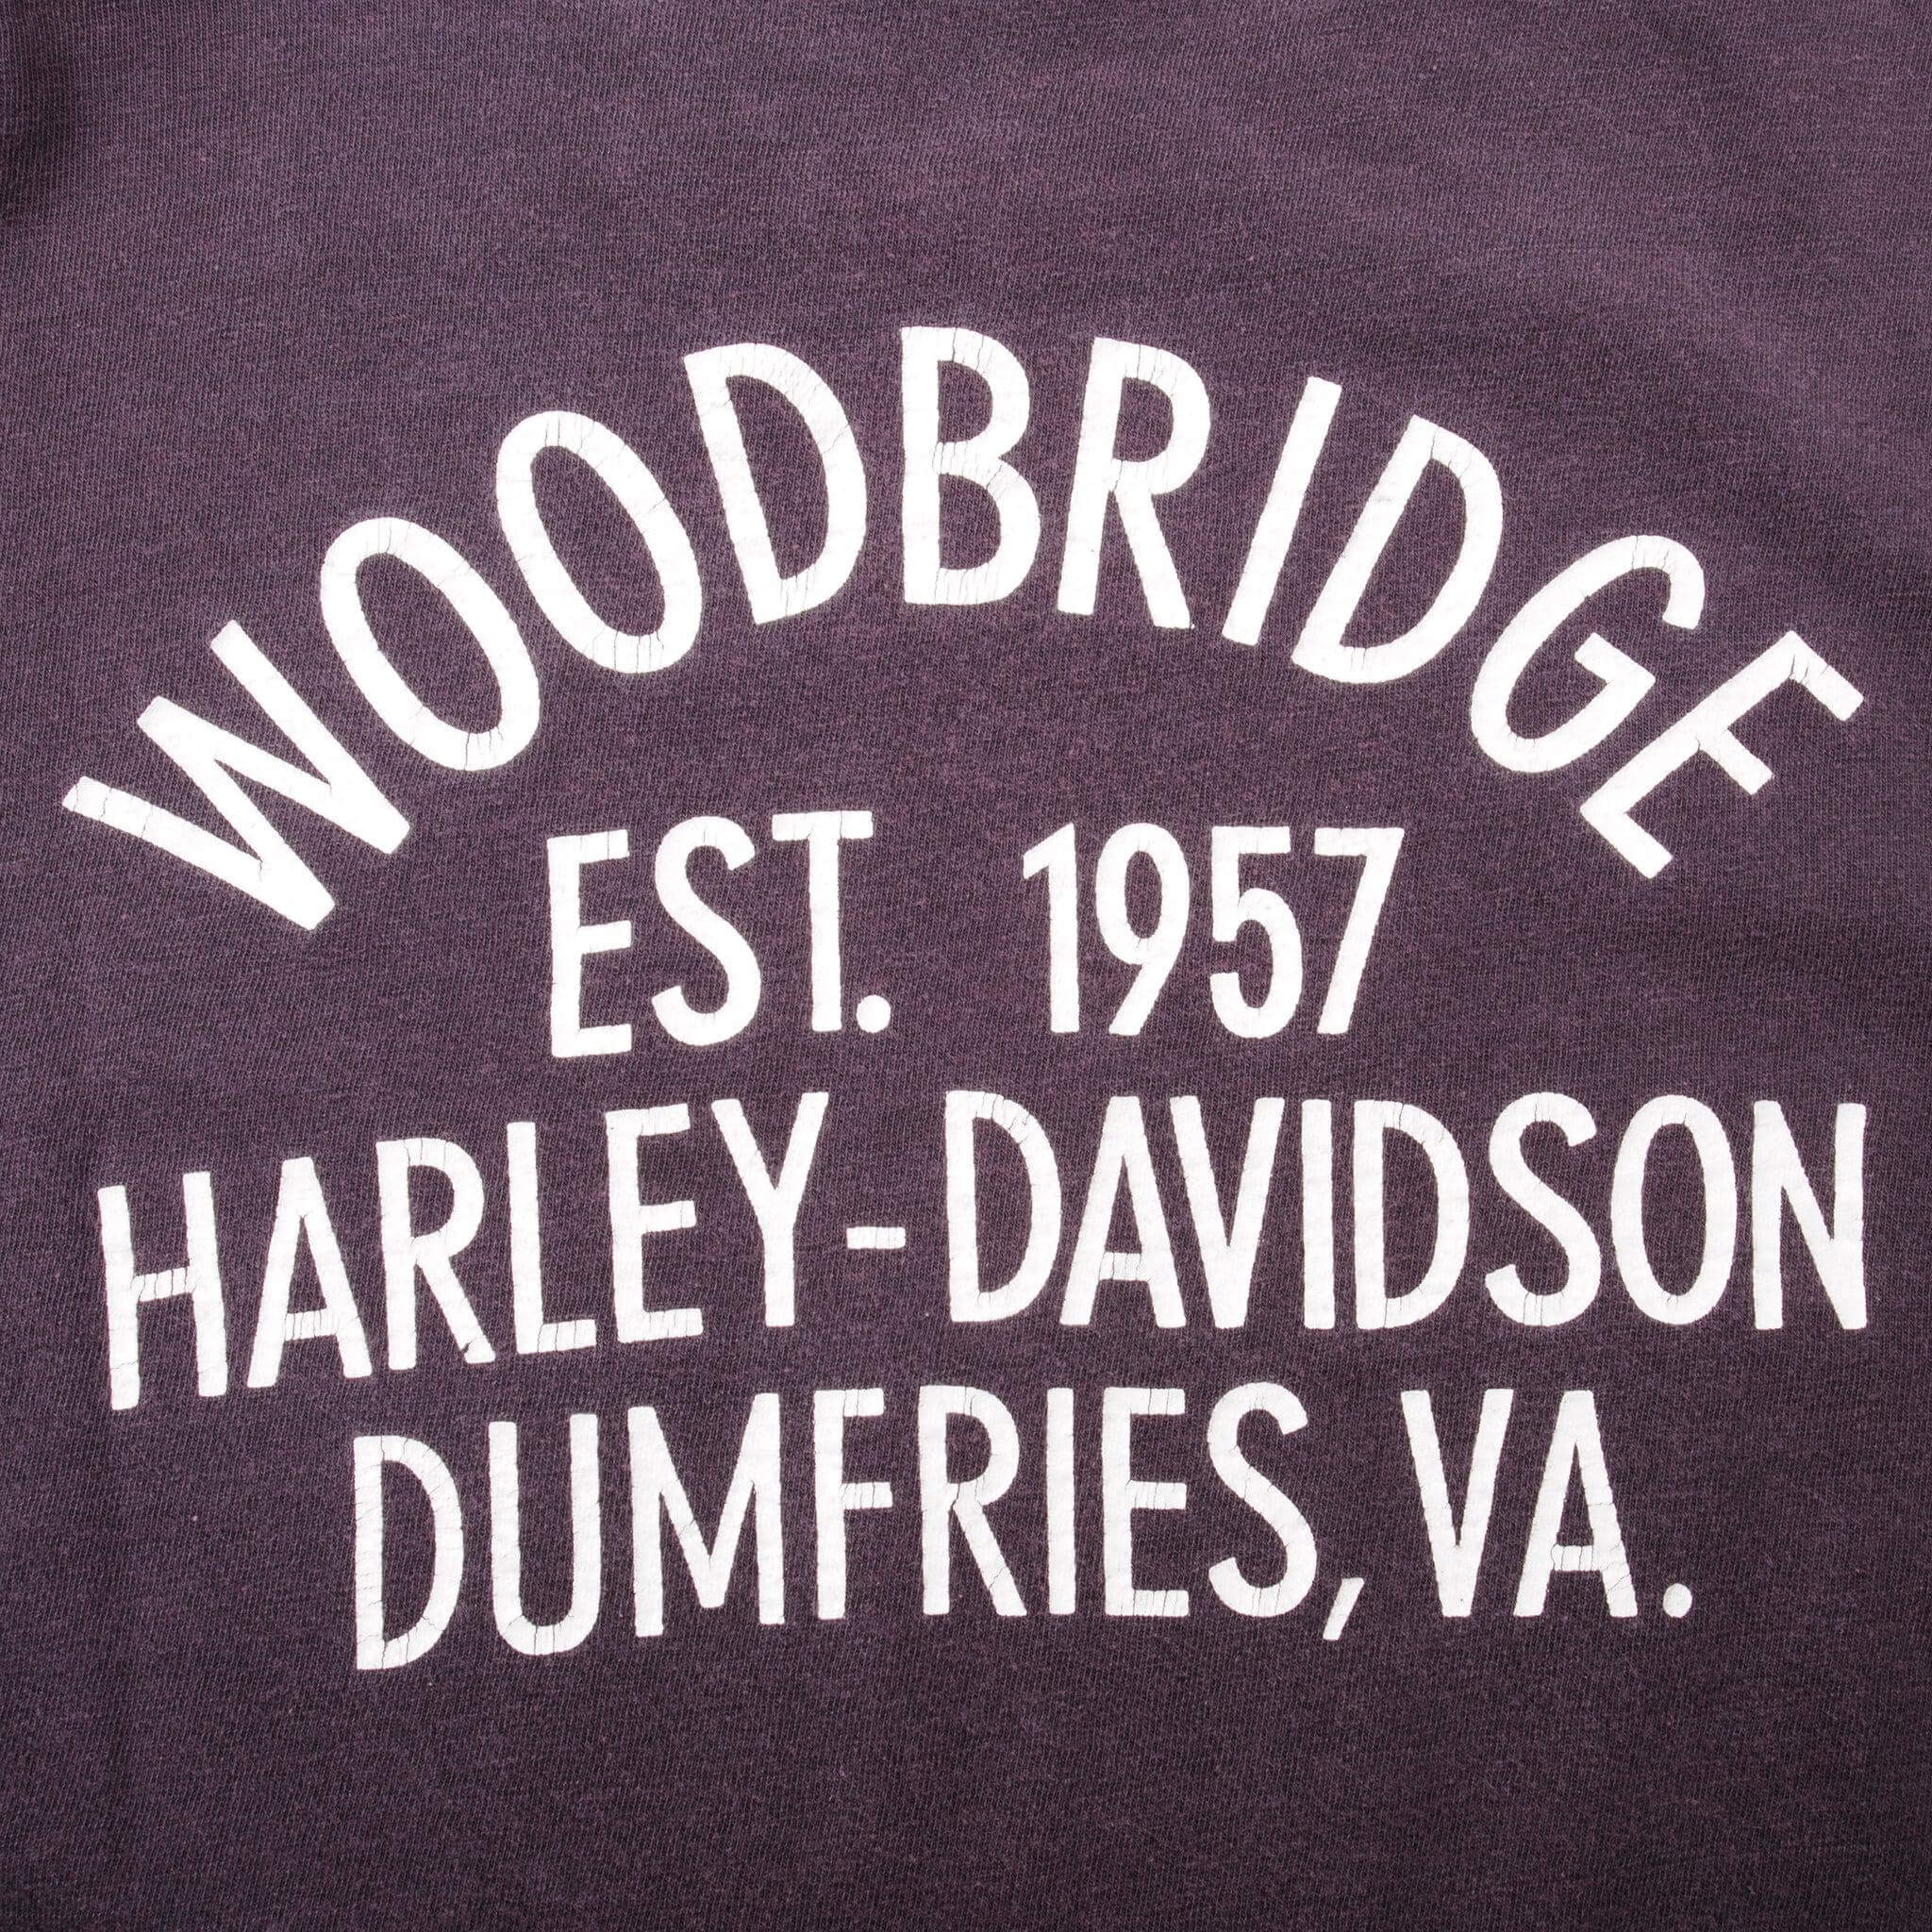 WOODBRIDGE
EST. 1957
HARLEY-DAVIDSON
DUMFRIES, VA.